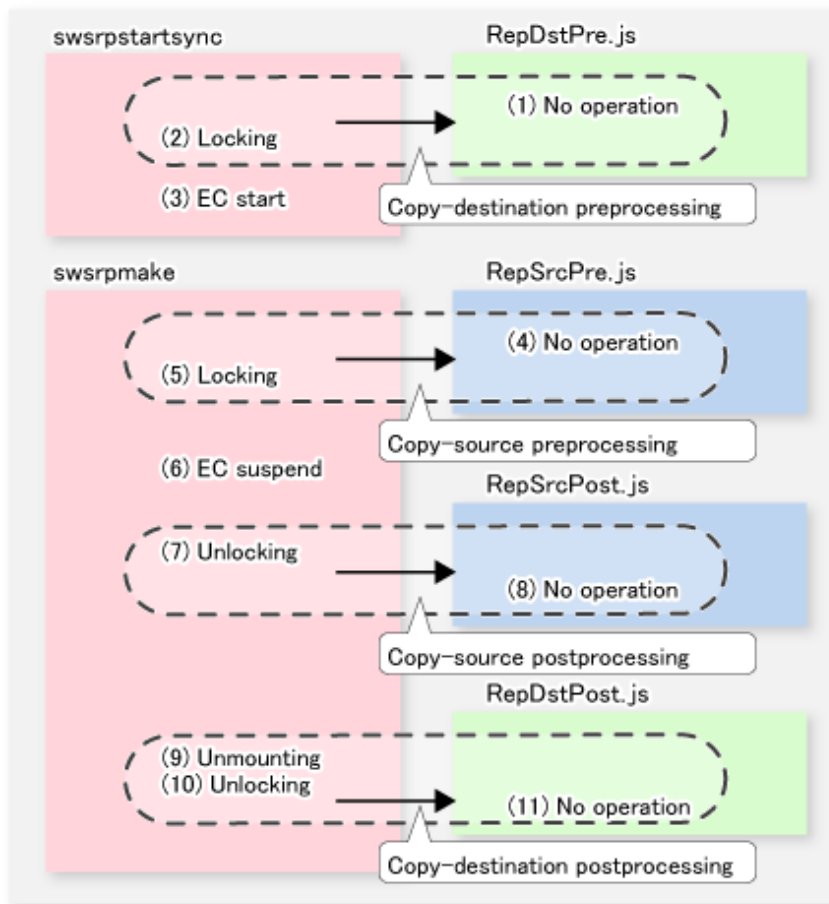 swsrpstartsync
RepDstPre.js
(1) No operation
(2) Locking
(3) EC start
Copy-destination preprocessing
swsrpmake
RepSrcPre.js
(4) No operation
(5) Locking
Copy-source preprocessing
(6) EC suspend
RepSrcPost.js
(7) Unlocking
(8) No operation
Copy-source postprocessing
RepDstPost.js
(9) Unmounting
(10) Unlocking
(11) No operation
Copy-destination postprocessing